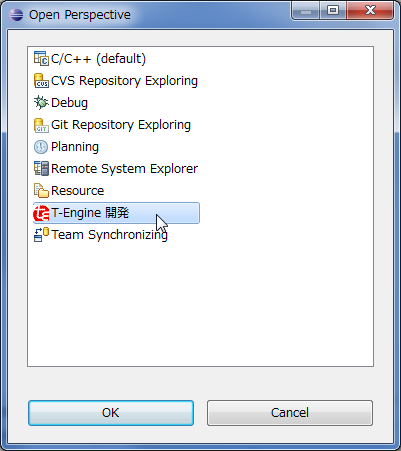 Open Perspective
C/C++ (default)
CVS Repository Exploring
Debug
Git Repository Exploring
Planning
Remote System Explorer
Resource
T-Engine 開発
Team Synchronizing
OK
Cancel